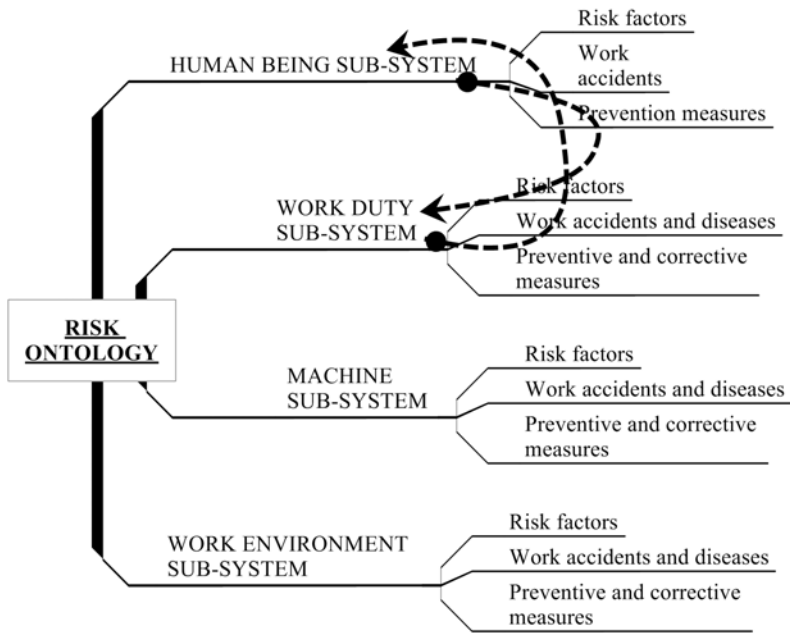 Risk factors
HUMAN BEING SUB-SYSTEM
Work
accidents
Prevention measures
Risk factors
WORK DUTY
SUB-SYSTEM
Work accidents and diseases
Preventive and corrective
measures
RISK
ONTOLOGY
Risk factors
MACHINE
SUB-SYSTEM
Work accidents and diseases
Preventive and corrective
measures
Risk factors
WORK ENVIRONMENT
SUB-SYSTEM
Work accidents and diseases
Preventive and corrective
measures